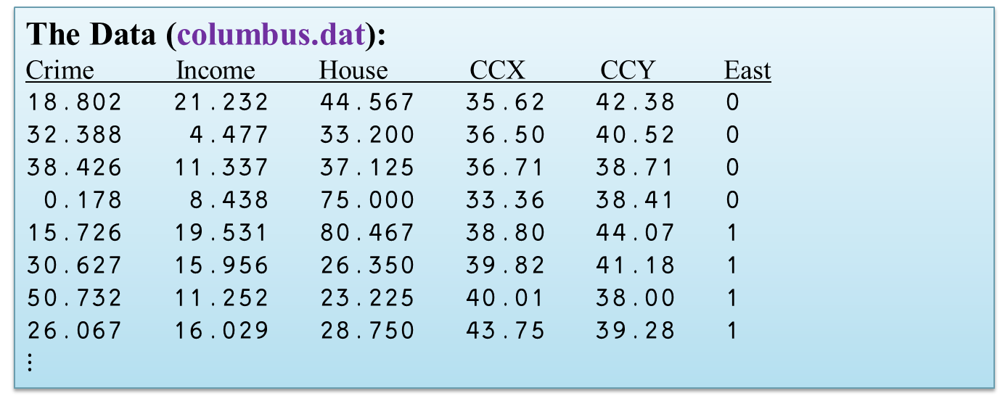 The Data (columbus.dat):
Crime Income House CCX CCY East
18.802 21.232 44.567 35.62 42.38 0
32.388 4.477 33.200 36.50 40.52 0
38.426 11.337 37.125 36.71 38.71 0
0.178 8.438 75.000 33.36 38.41 0
15.726 19.531 80.467 38.80 44.07 1
30.627 15.956 26.350 39.82 41.18 1
50.732 11.252 23.225 40.01 38.00 1
26.067 16.029 28.750 43.75 39.28 1
⋮